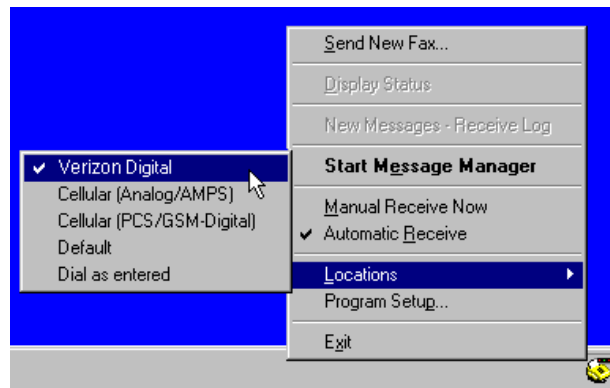 Send New Fax...
Display Status
New Messages - Receive Log
Start Message Manager
Manual Receive Now
Automatic Receive
Locations
Program Setup...
Exit
Verizon Digital
Cellular (Analog/AMPS)
Cellular (PCS/GSM-Digital)
Default
Dial as entered